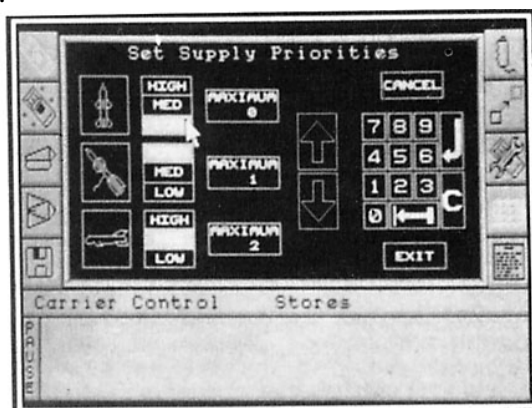 Set Supply Priorities
HIGH
MED
MAXIMUM
0
CANCEL
7 8 9
4 5 6
MED
LOW
MAXIMUM
1
1 2 3
C
0
HIGH
LOW
MAXIMUM
2
EXIT
Carrier Control Stores
PAUSE